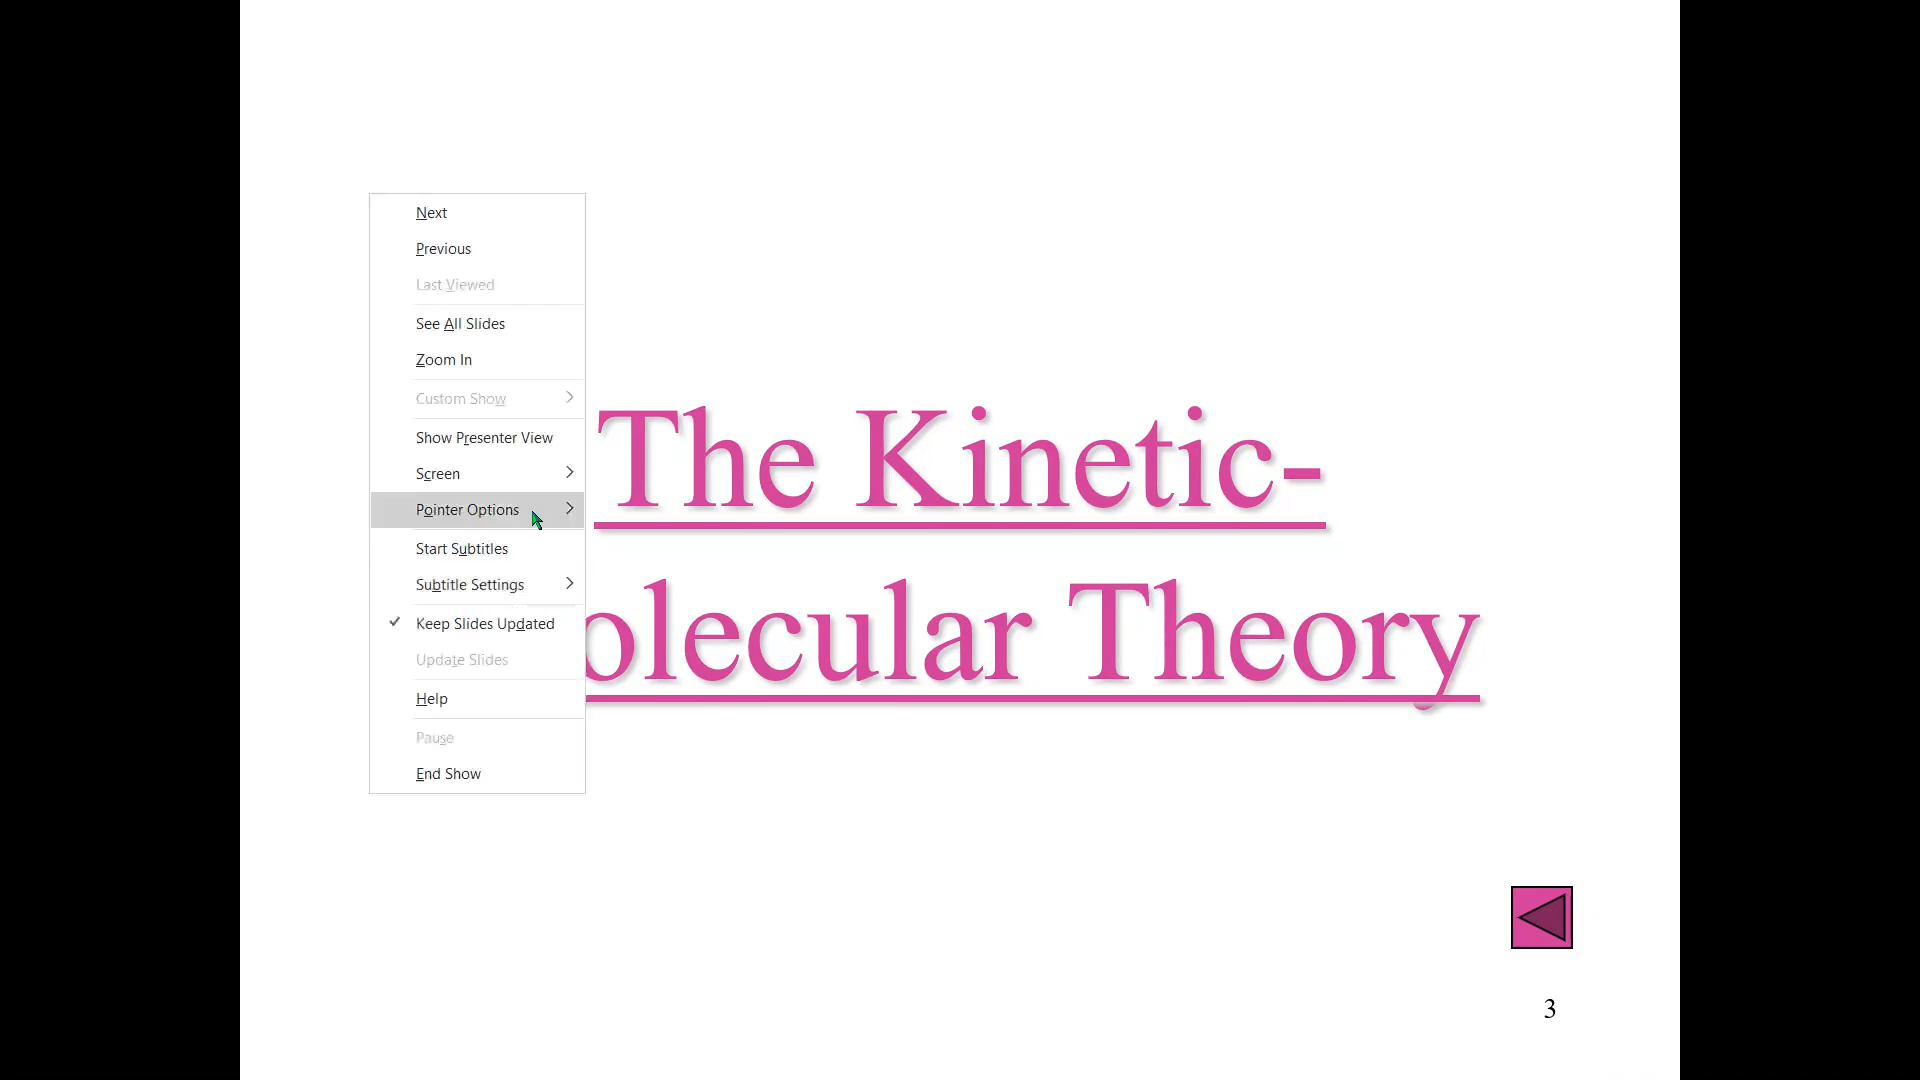 Next
Previous
Last Viewed
See All Slides
Zoom In
Custom Show
Show Presenter View
Screen
Pointer Options
Start Subtitles
Subtitle Settings
Keep Slides Updated
Update Slides
Help
Pause
End Show
The Kinetic-
olecular Theory
3